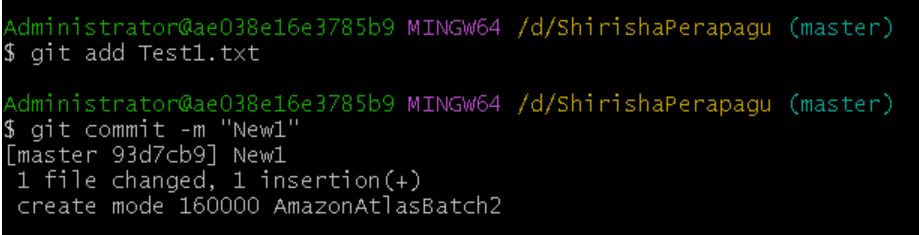 Administrator@ae038e16e3785b9 MINGW64 /d/ShirishaPerapagu (master)
$ git add Test1.txt
Administrator@ae038e16e3785b9 MINGW64 /d/ShirishaPerapagu (master)
$ git commit -m "New1"
[master 93d7cb9] New1
 1 file changed, 1 insertion(+)
 create mode 160000 AmazonAtlasBatch2